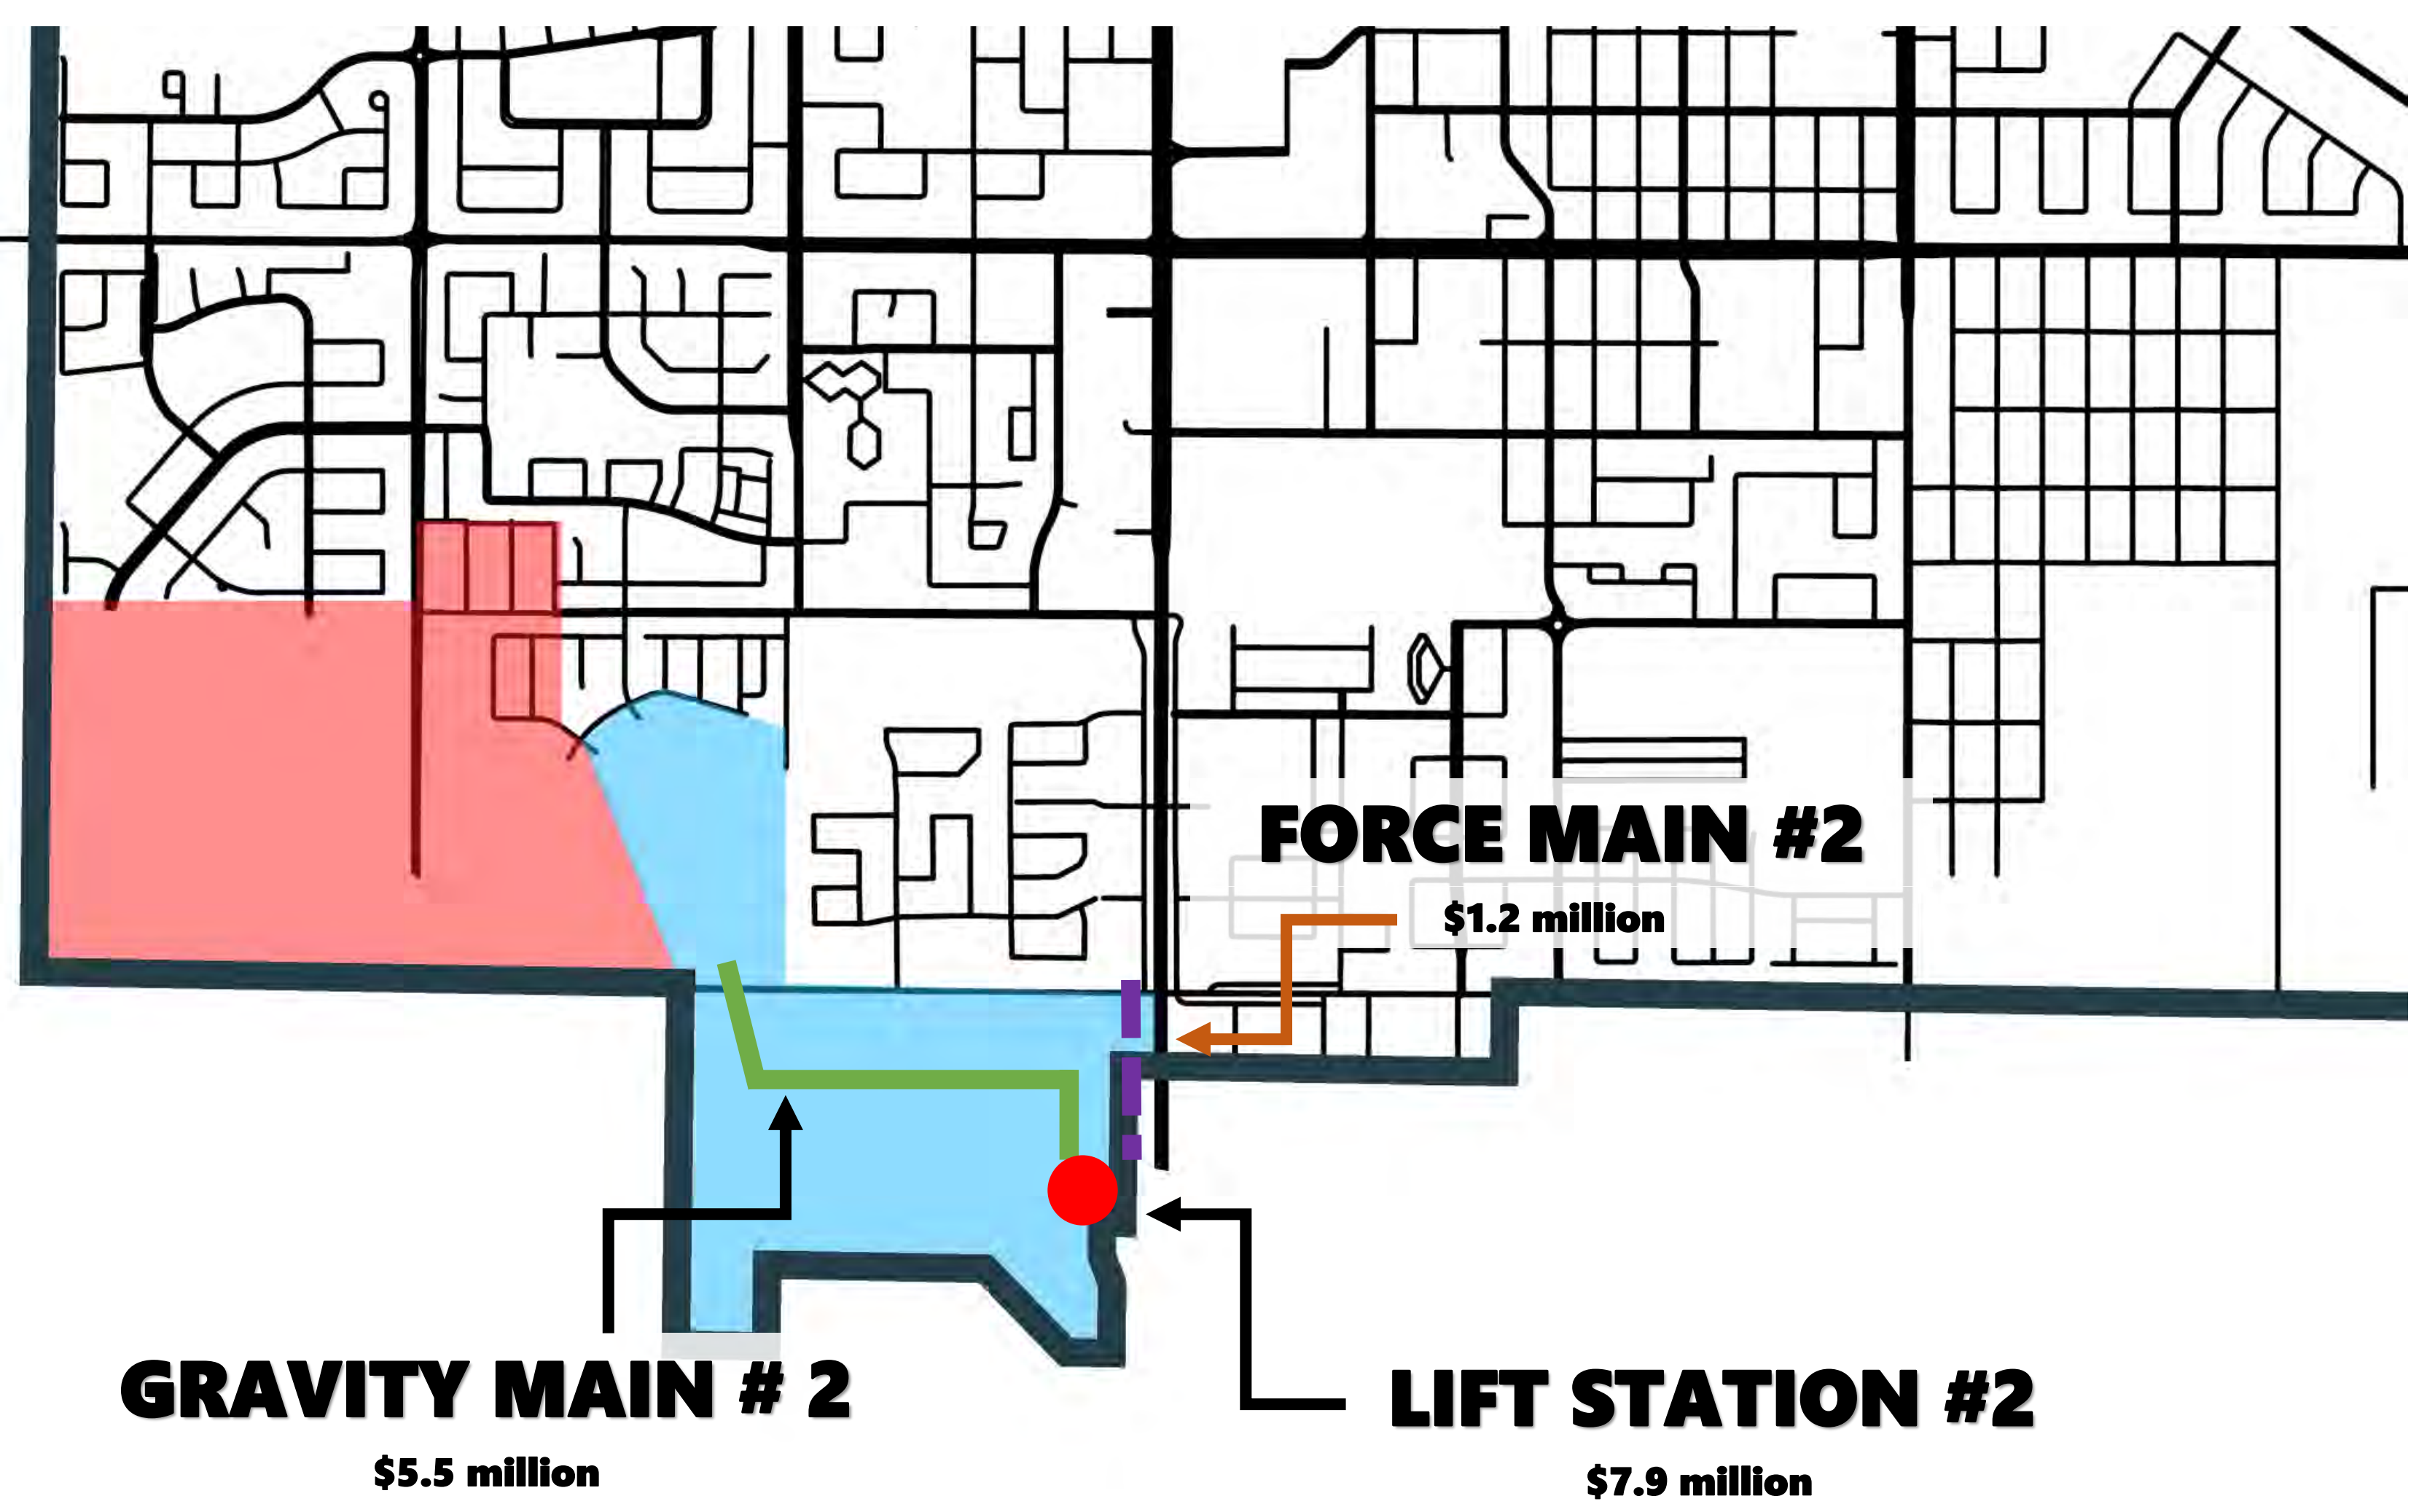 FORCE MAIN #2
$1.2 million
GRAVITY MAIN # 2
$5.5 million
LIFT STATION #2
$7.9 million